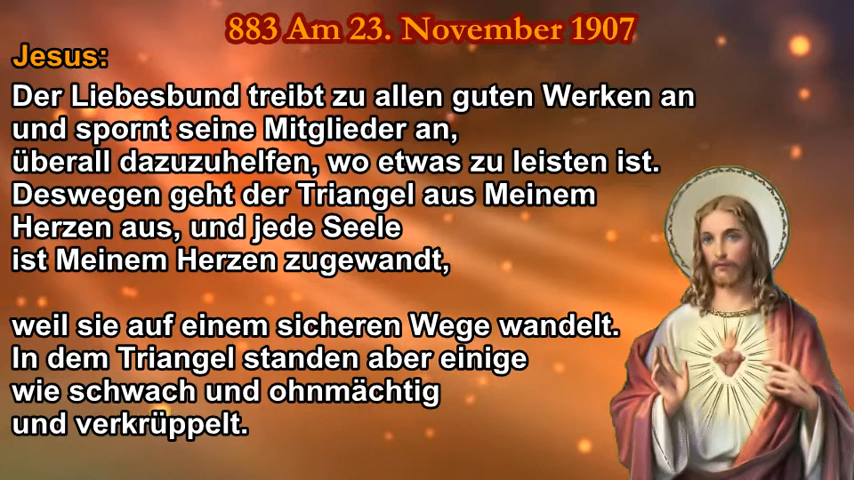 883 Am 23. November 1907
Jesus:
Der Liebesbund treibt zu allen guten Werken an
und spornt seine Mitglieder an,
überall dazuzuhelfen, wo etwas zu leisten ist.
Deswegen geht der Triangel aus Meinem
Herzen aus, und jede Seele
ist Meinem Herzen zugewandt,
weil sie auf einem sicheren Wege wandelt.
In dem Triangel standen aber einige
wie schwach und ohnmächtig
und verkrüppelt.